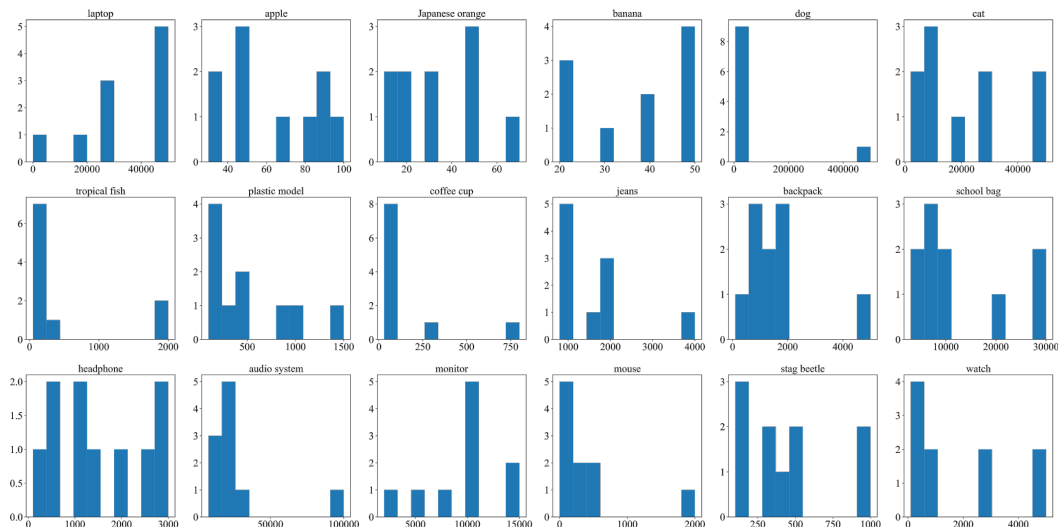 laptop
5
4
3
2
1
0
0 20000 40000
apple
3
2
1
0
40 60 80 100
Japanese orange
3
2
1
0
20 40 60
banana
4
3
2
1
0
20 30 40 50
dog
8
6
4
2
0
0 200000 400000
cat
3
2
1
0
20000 40000
tropical fish
6
4
2
0
0 1000 2000
plastic model
4
3
2
1
0
500 1000 1500
coffee cup
8
6
4
2
0
250 500 750
jeans
5
4
3
2
1
0
1000 2000 3000 4000
backpack
3
2
1
0
0 2000 4000
school bag
3
2
1
0
10000 20000 30000
headphone
2.0
1.5
1.0
0.5
0.0
0 1000 2000 3000
audio system
5
4
3
2
1
0
50000 100000
monitor
5
4
3
2
1
0
5000 10000 15000
mouse
5
4
3
2
1
0
0 1000 2000
stag beetle
3
2
1
0
250 500 750 1000
watch
4
3
2
1
0
0 2000 4000